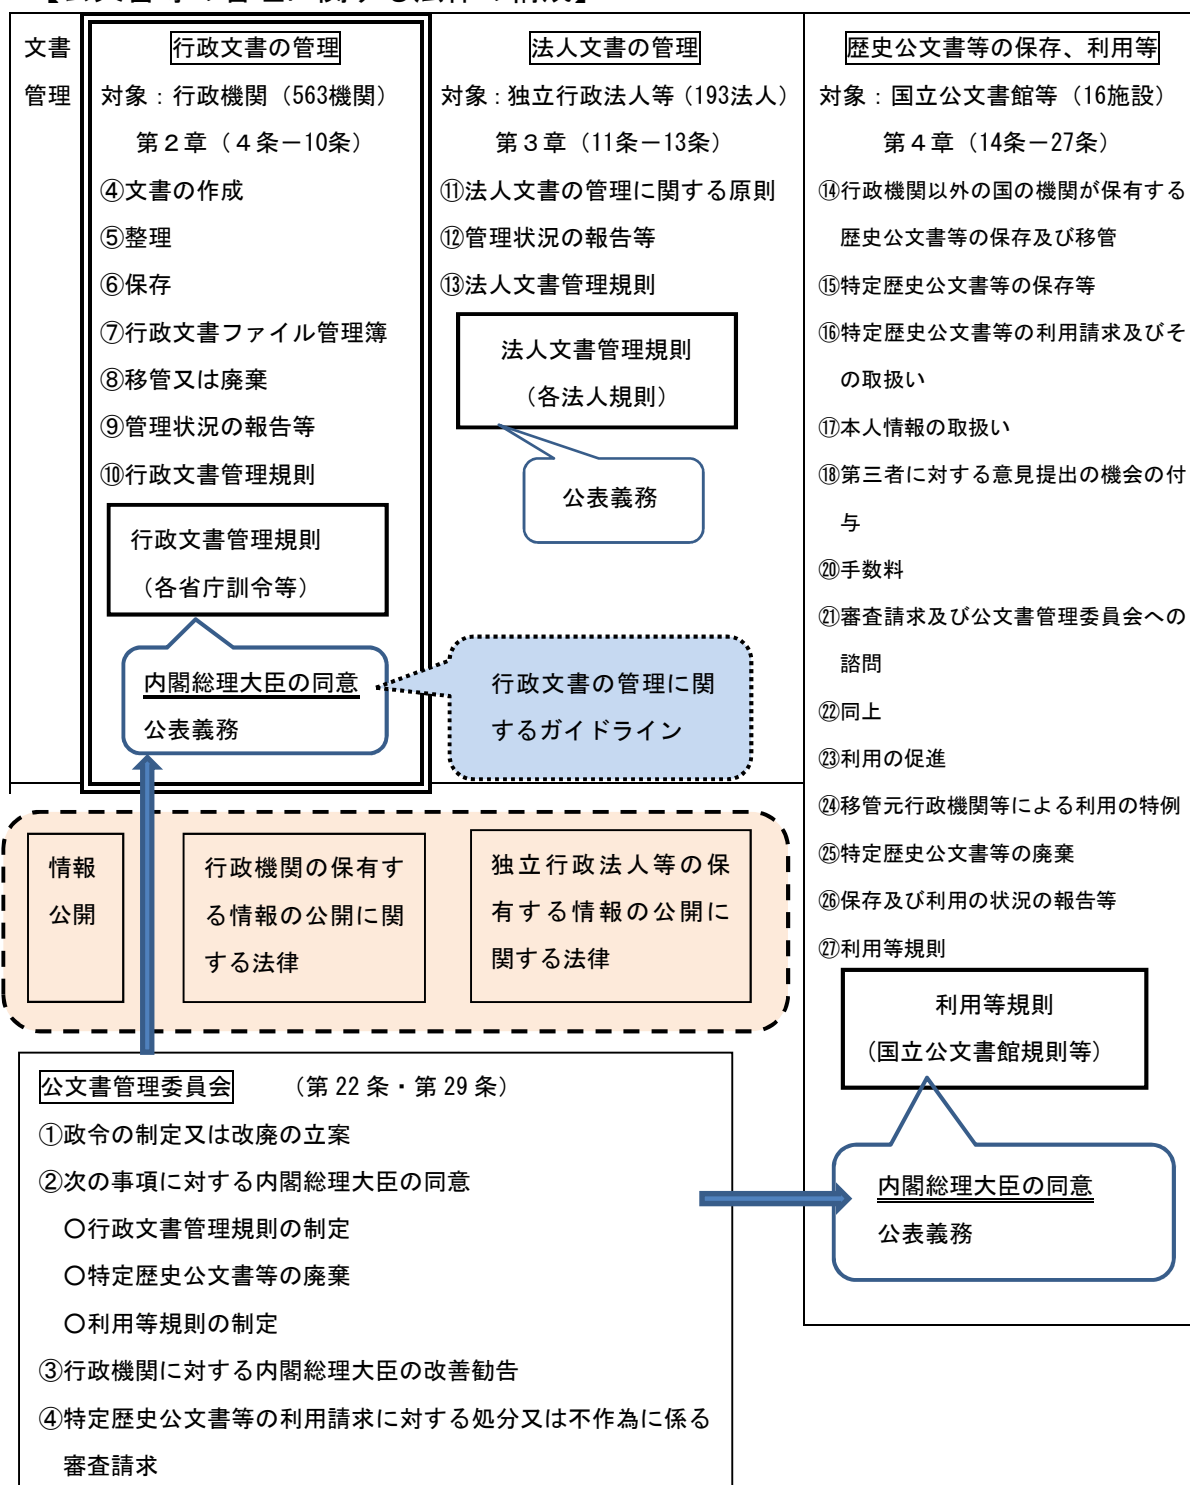 文書
管理
行政文書の管理
対象：行政機関（563機関）
第２章（４条－10条）
④文書の作成
⑤整理
⑥保存
⑦行政文書ファイル管理簿
⑧移管又は廃棄
⑨管理状況の報告等
⑩行政文書管理規則
行政文書管理規則
（各省庁訓令等）
内閣総理大臣の同意
公表義務
法人文書の管理
対象：独立行政法人等（193法人）
第３章（11条－13条）
⑪法人文書の管理に関する原則
⑫管理状況の報告等
⑬法人文書管理規則
法人文書管理規則
（各法人規則）
公表義務
行政文書の管理に関
するガイドライン
歴史公文書等の保存、利用等
対象：国立公文書館等（16施設）
第４章（14条－27条）
⑭行政機関以外の国の機関が保有する
歴史公文書等の保存及び移管
⑮特定歴史公文書等の保存等
⑯特定歴史公文書等の利用請求及びそ
の取扱い
⑰本人情報の取扱い
⑱第三者に対する意見提出の機会の付
与
⑳手数料
㉑審査請求及び公文書管理委員会への
諮問
㉒同上
㉓利用の促進
㉔移管元行政機関等による利用の特例
㉕特定歴史公文書等の廃棄
㉖保存及び利用の状況の報告等
㉗利用等規則
利用等規則
（国立公文書館規則等）
内閣総理大臣の同意
公表義務
情報
公開
行政機関の保有す
る情報の公開に関
する法律
独立行政法人等の保
有する情報の公開に
関する法律
公文書管理委員会　（第 22 条・第 29 条）
①政令の制定又は改廃の立案
②次の事項に対する内閣総理大臣の同意
〇行政文書管理規則の制定
〇特定歴史公文書等の廃棄
〇利用等規則の制定
③行政機関に対する内閣総理大臣の改善勧告
④特定歴史公文書等の利用請求に対する処分又は不作為に係る
審査請求